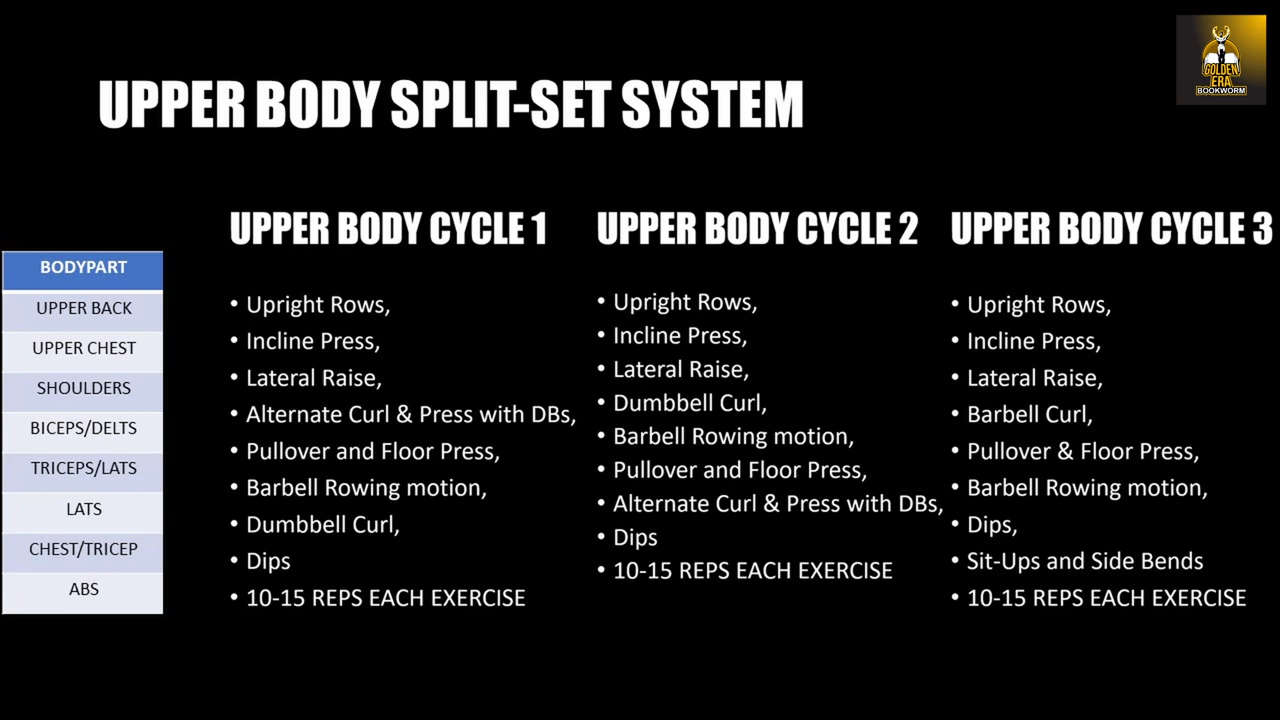 GOLDEN
ERA
BOOKWORM
UPPER BODY SPLIT-SET SYSTEM
BODYPART
UPPER BACK
UPPER CHEST
SHOULDERS
BICEPS/DELTS
TRICEPS/LATS
LATS
CHEST/TRICEP
ABS
UPPER BODY CYCLE 1
• Upright Rows,
• Incline Press,
• Lateral Raise,
• Alternate Curl & Press with DBs,
• Pullover and Floor Press,
• Barbell Rowing motion,
• Dumbbell Curl,
• Dips
• 10-15 REPS EACH EXERCISE
UPPER BODY CYCLE 2
• Upright Rows,
• Incline Press,
• Lateral Raise,
• Dumbbell Curl,
• Barbell Rowing motion,
• Pullover and Floor Press,
• Alternate Curl & Press with DBs,
• Dips
• 10-15 REPS EACH EXERCISE
UPPER BODY CYCLE 3
• Upright Rows,
• Incline Press,
• Lateral Raise,
• Barbell Curl,
• Pullover & Floor Press,
• Barbell Rowing motion,
• Dips,
• Sit-Ups and Side Bends
• 10-15 REPS EACH EXERCISE